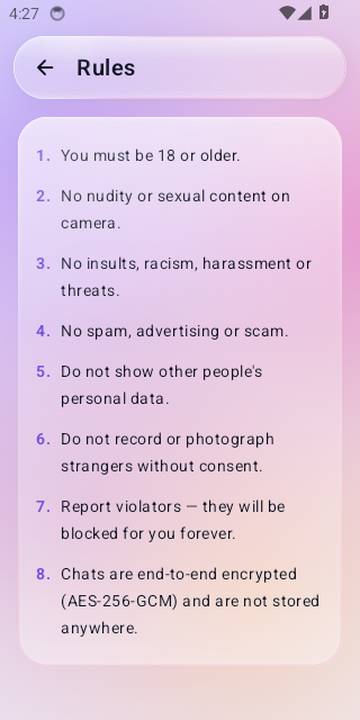 4:27
Rules
1. You must be 18 or older.
2. No nudity or sexual content on
camera.
3. No insults, racism, harassment or
threats.
4. No spam, advertising or scam.
5. Do not show other people's
personal data.
6. Do not record or photograph
strangers without consent.
7. Report violators — they will be
blocked for you forever.
8. Chats are end-to-end encrypted
(AES-256-GCM) and are not stored
anywhere.